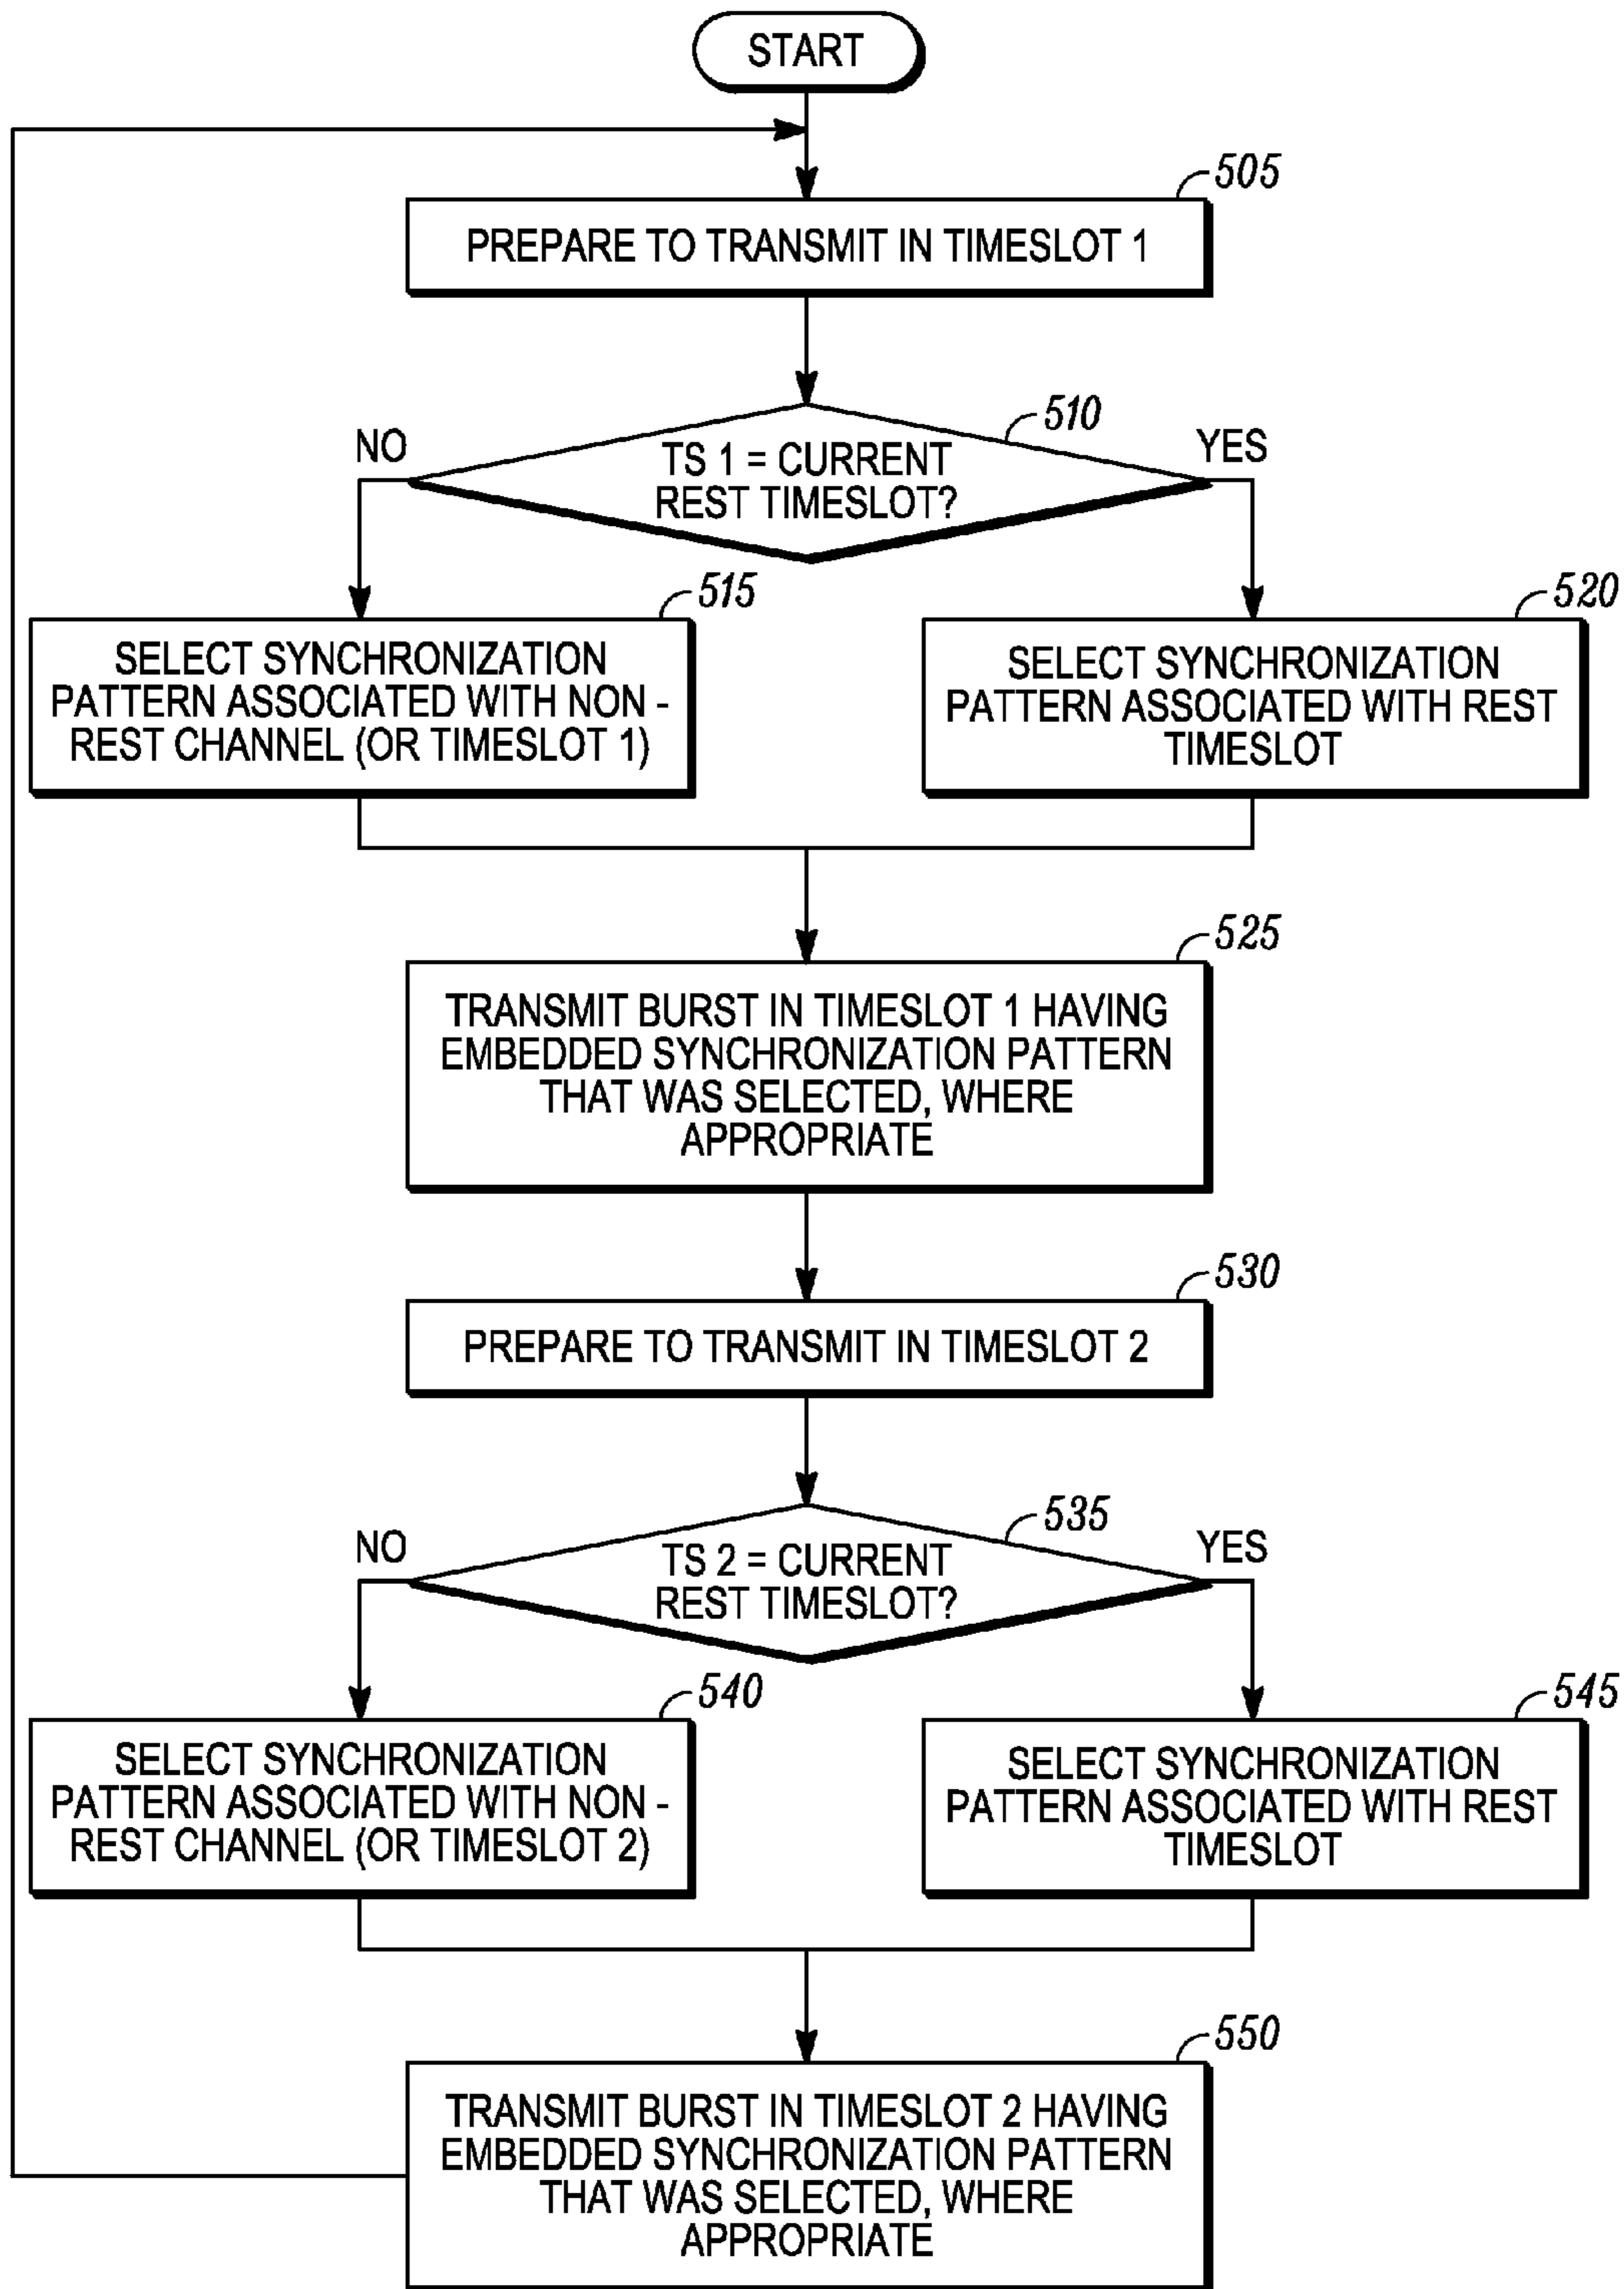 START
505
PREPARE TO TRANSMIT IN TIMESLOT 1
510
NO
TS 1 = CURRENT
REST TIMESLOT?
YES
515
SELECT SYNCHRONIZATION
PATTERN ASSOCIATED WITH NON -
REST CHANNEL (OR TIMESLOT 1)
520
SELECT SYNCHRONIZATION
PATTERN ASSOCIATED WITH REST
TIMESLOT
525
TRANSMIT BURST IN TIMESLOT 1 HAVING
EMBEDDED SYNCHRONIZATION PATTERN
THAT WAS SELECTED, WHERE
APPROPRIATE
530
PREPARE TO TRANSMIT IN TIMESLOT 2
535
NO
TS 2 = CURRENT
REST TIMESLOT?
YES
540
SELECT SYNCHRONIZATION
PATTERN ASSOCIATED WITH NON -
REST CHANNEL (OR TIMESLOT 2)
545
SELECT SYNCHRONIZATION
PATTERN ASSOCIATED WITH REST
TIMESLOT
550
TRANSMIT BURST IN TIMESLOT 2 HAVING
EMBEDDED SYNCHRONIZATION PATTERN
THAT WAS SELECTED, WHERE
APPROPRIATE